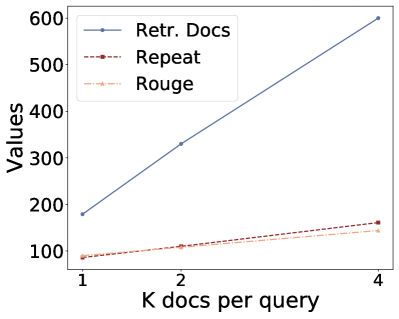 600
500
400
300
200
100
Values
Retr. Docs
Repeat
Rouge
1 2 4
K docs per query